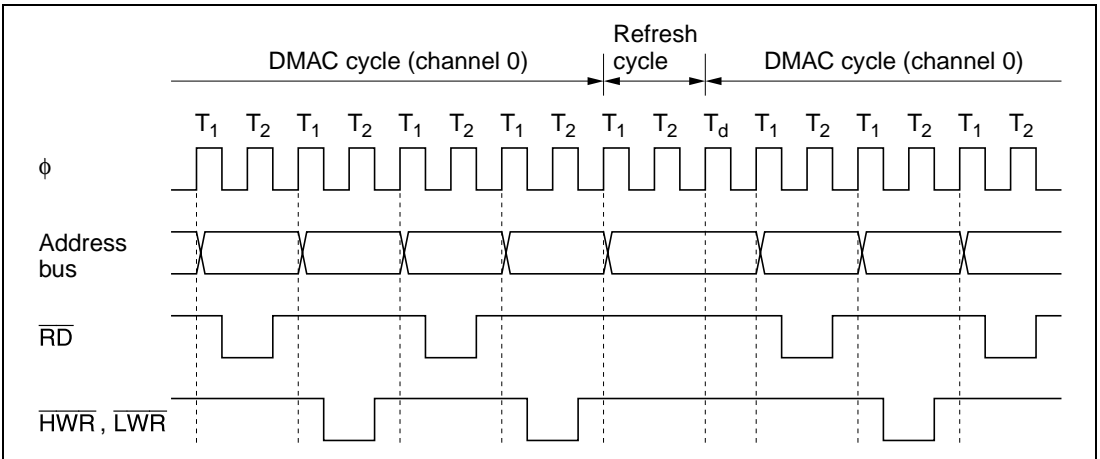 Refresh
DMAC cycle (channel 0) cycle DMAC cycle (channel 0)
T1 T2 T1 T2 T1 T2 T1 T2 T1 T2 Td T1 T2 T1 T2 T1 T2
φ
Address
bus
RD
HWR , LWR